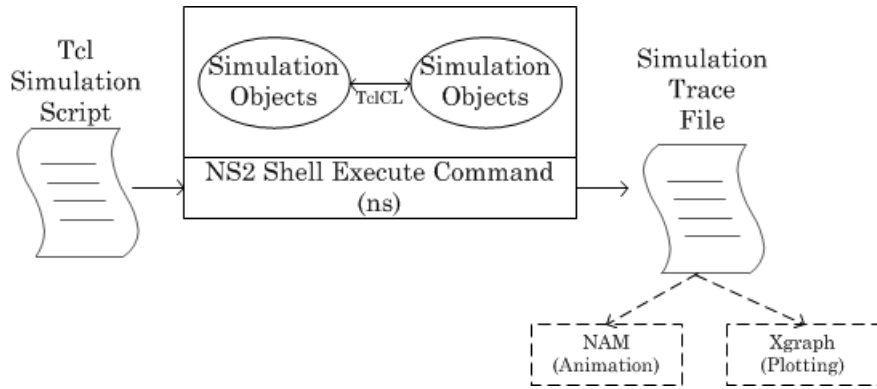 Tcl
Simulation
Script
Simulation
Objects
TclCL
Simulation
Objects
NS2 Shell Execute Command
(ns)
Simulation
Trace
File
NAM
(Animation)
Xgraph
(Plotting)